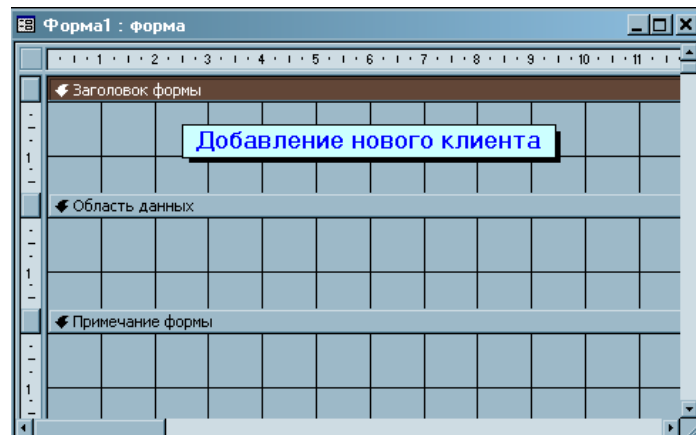 Форма1 : форма
1 2 3 4 5 6 7 8 9 10 11
Заголовок формы
Добавление нового клиента
1
Область данных
1
Примечание формы
1